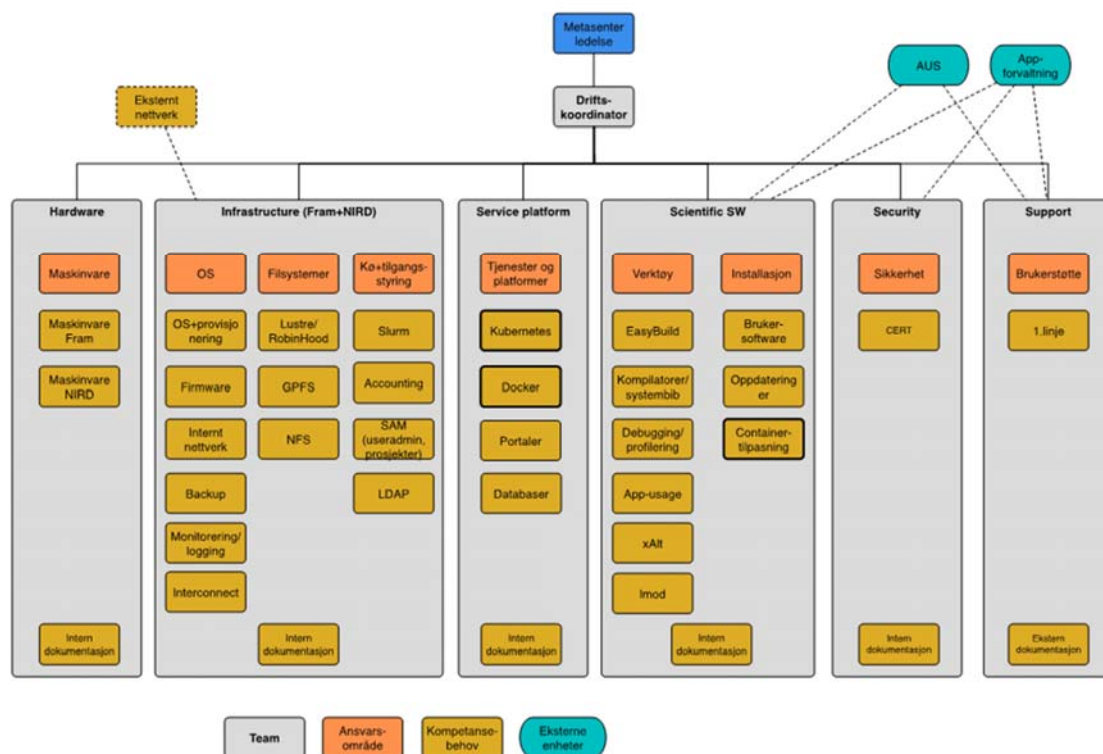 Metasenter
ledelse
AUS
App-
forvaltning
Eksternt
nettverk
Drifts-
koordinator
Hardware
Maskinvare
Maskinvare
Fram
Maskinvare
NIRD
Intern
dokumentasjon
Infrastructure (Fram+NIRD)
OS
OS+provisjo
nering
Firmware
Internt
nettverk
Backup
Monitorering/
logging
Interconnect
Filsystemer
Lustre/
RobinHood
GPFS
NFS
Kø+tilgangs-
styring
Slurm
Accounting
SAM
(useradmin,
prosjekter)
LDAP
Intern
dokumentasjon
Service platform
Tjenester og
platformer
Kubernetes
Docker
Portaler
Databaser
Intern
dokumentasjon
Scientific SW
Verktøy
EasyBuild
Kompilatorer/
systembib
Debugging/
profilering
App-usage
xAlt
lmod
Installasjon
Bruker-
software
Oppdatering
er
Container-
tilpasning
Intern
dokumentasjon
Security
Sikkerhet
CERT
Intern
dokumentasjon
Support
Brukerstøtte
1.linje
Ekstern
dokumentasjon
Team
Ansvars-
område
Kompetanse-
behov
Eksterne
enheter